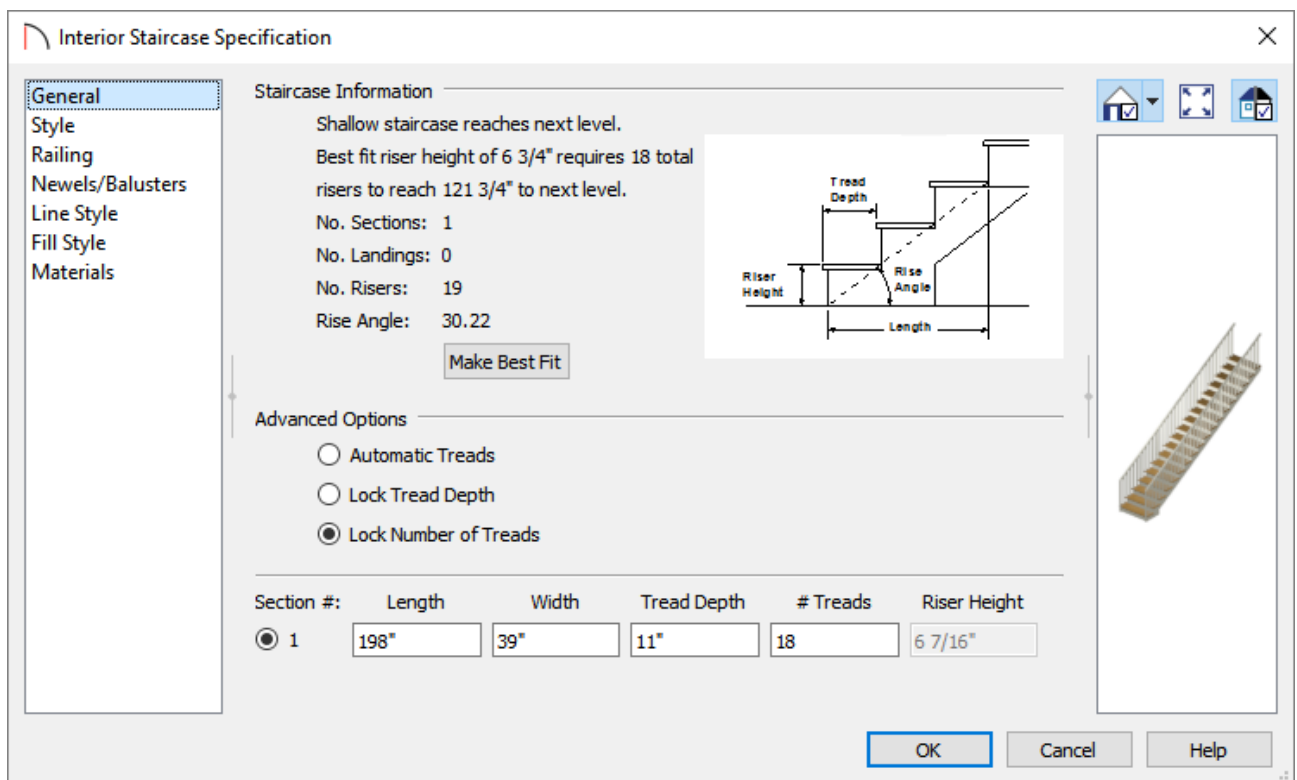 Interior Staircase Specification
General
Style
Railing
Newels/Balusters
Line Style
Fill Style
Materials
Staircase Information
Shallow staircase reaches next level.
Best fit riser height of 6 3/4" requires 18 total
risers to reach 121 3/4" to next level.
No. Sections: 1
No. Landings: 0
No. Risers: 19
Rise Angle: 30.22
Make Best Fit
Tread
Depth
Riser
Height
Rise
Angle
Length
Advanced Options
Automatic Treads
Lock Tread Depth
Lock Number of Treads
Section #: Length Width Tread Depth # Treads Riser Height
1 198" 39" 11" 18 6 7/16"
OK Cancel Help